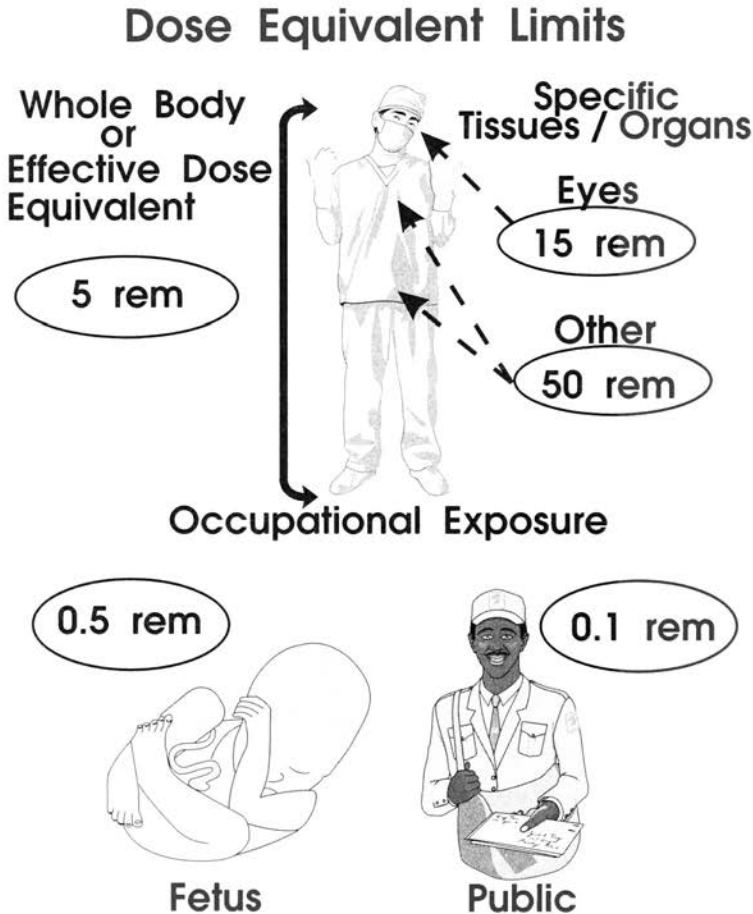 Dose Equivalent Limits
Whole Body
or
Effective Dose
Equivalent
5 rem
Specific
Tissues / Organs
Eyes
15 rem
Other
50 rem
Occupational Exposure
0.5 rem
Fetus
0.1 rem
Public